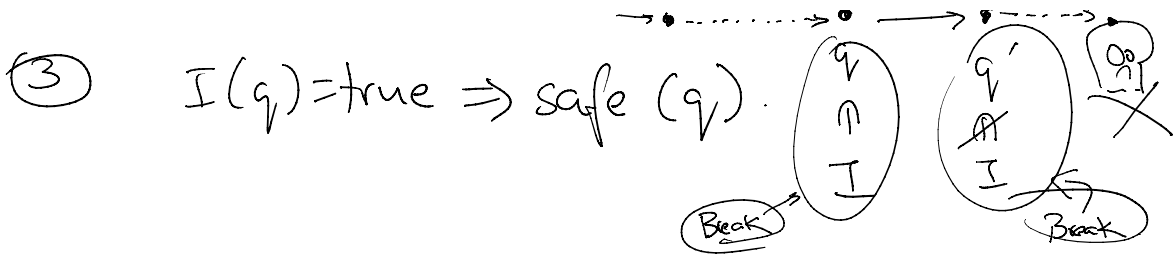 ③ I(q)=true ⇒ safe (q).
q q'
⋒ ⋒
I I
Break Break